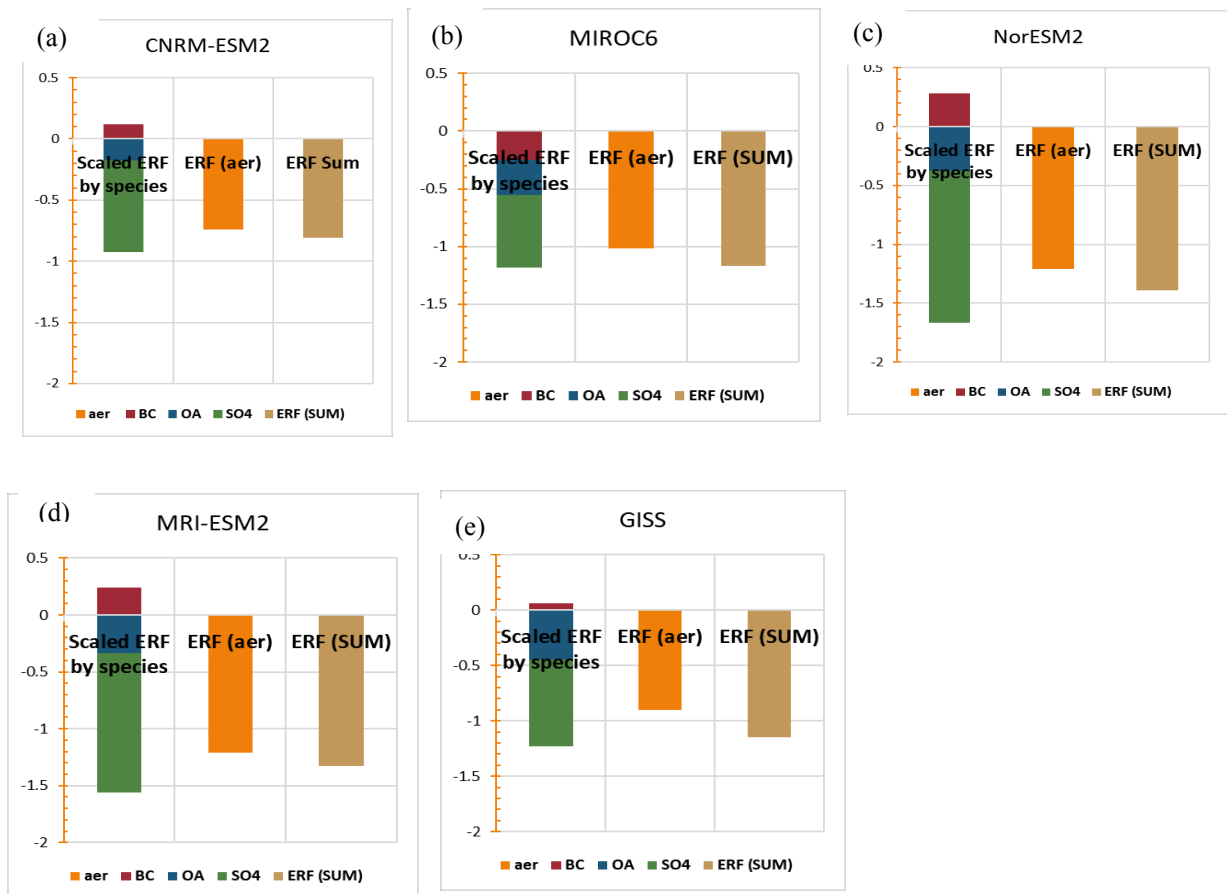 (a)
CNRM-ESM2
0.5
0
-0.5
-1
-1.5
-2
Scaled ERF
by species
ERF (aer)
ERF Sum
aer BC OA SO4 ERF (SUM)
(b)
MIROC6
0.5
0
-0.5
-1
-1.5
-2
Scaled ERF
by species
ERF (aer)
ERF (SUM)
aer BC OA SO4 ERF (SUM)
(c)
NorESM2
0.5
0
-0.5
-1
-1.5
-2
Scaled ERF
by species
ERF (aer)
ERF (SUM)
aer BC OA SO4 ERF (SUM)
(d)
MRI-ESM2
0.5
0
-0.5
-1
-1.5
-2
Scaled ERF
by species
ERF (aer)
ERF (SUM)
aer BC OA SO4 ERF (SUM)
(e)
GISS
0.5
0
-0.5
-1
-1.5
-2
Scaled ERF
by species
ERF (aer)
ERF (SUM)
aer BC OA SO4 ERF (SUM)